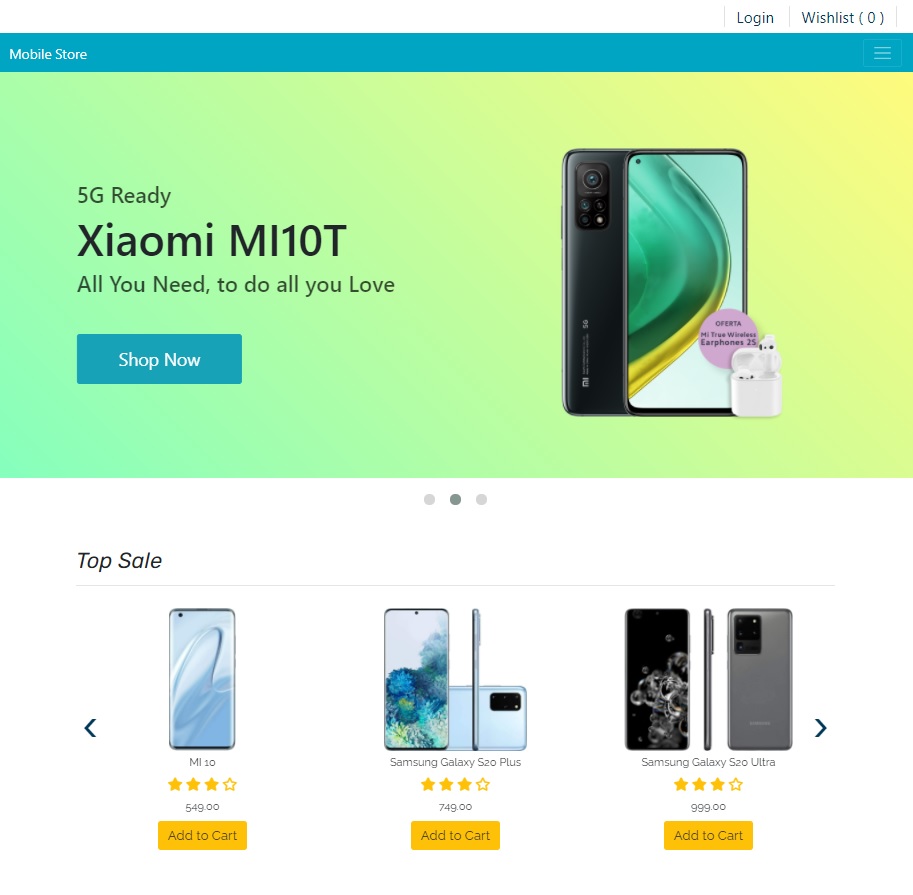 Login
Wishlist ( 0 )
Mobile Store
5G Ready
Xiaomi MI10T
All You Need, to do all you Love
Shop Now
5G
OFERTA
Mi True Wireless
Earphones 2S
Top Sale
MI 10
549.00
Add to Cart
Samsung Galaxy S20 Plus
749.00
Add to Cart
Samsung Galaxy S20 Ultra
999.00
Add to Cart
SAMSUNG